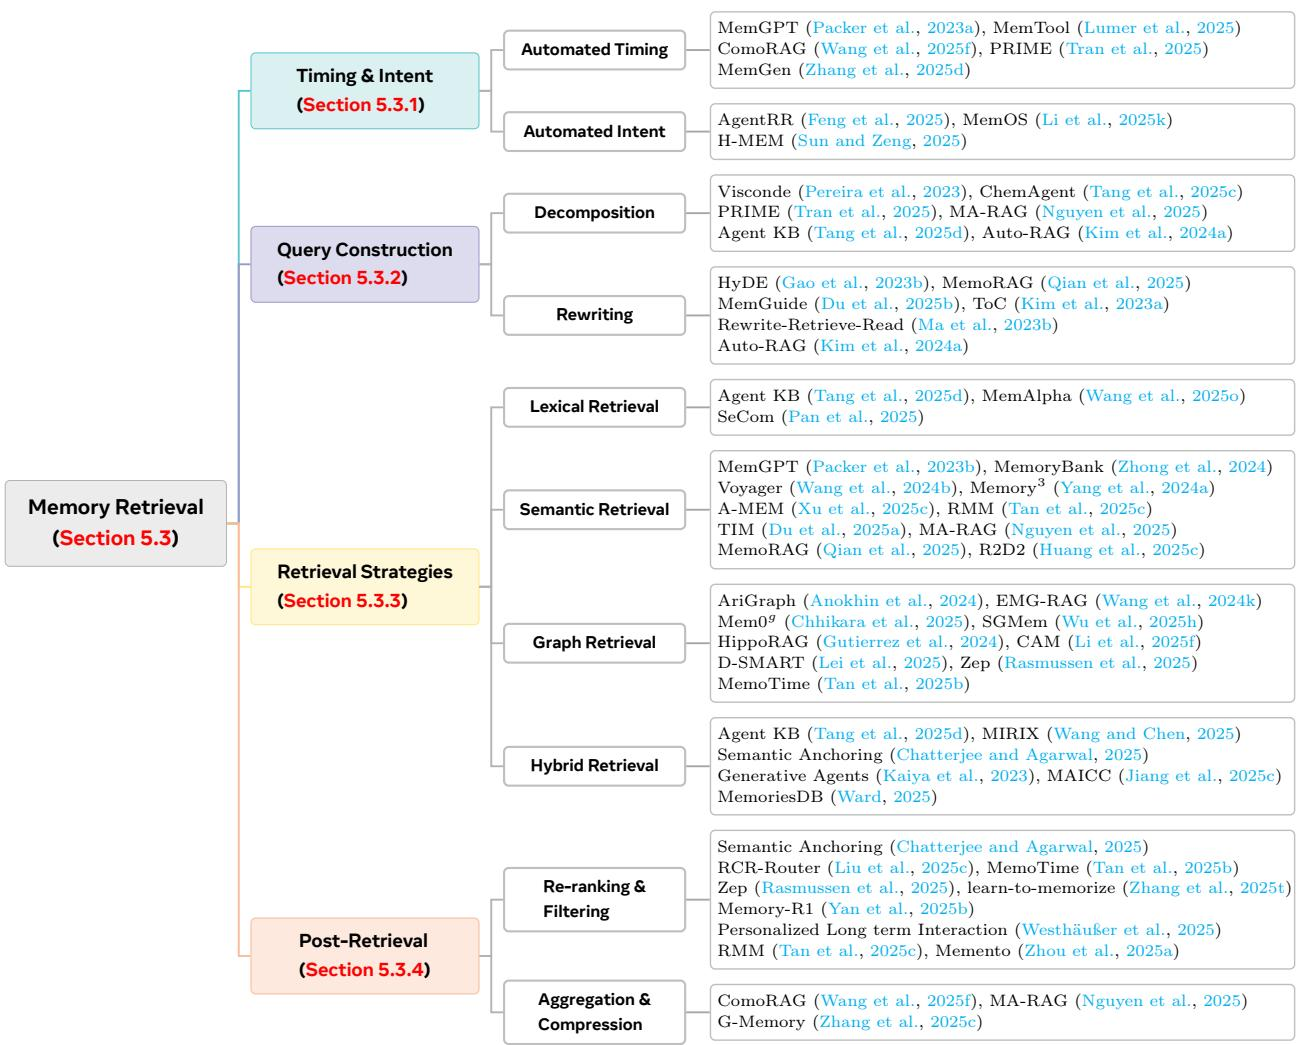 Memory Retrieval
(Section 5.3)
Timing & Intent
(Section 5.3.1)
Automated Timing
MemGPT (Packer et al., 2023a), MemTool (Lumer et al., 2025)
ComoRAG (Wang et al., 2025f), PRIME (Tran et al., 2025)
MemGen (Zhang et al., 2025d)
Automated Intent
AgentRR (Feng et al., 2025), MemOS (Li et al., 2025k)
H-MEM (Sun and Zeng, 2025)
Query Construction
(Section 5.3.2)
Decomposition
Visconde (Pereira et al., 2023), ChemAgent (Tang et al., 2025c)
PRIME (Tran et al., 2025), MA-RAG (Nguyen et al., 2025)
Agent KB (Tang et al., 2025d), Auto-RAG (Kim et al., 2024a)
Rewriting
HyDE (Gao et al., 2023b), MemoRAG (Qian et al., 2025)
MemGuide (Du et al., 2025b), ToC (Kim et al., 2023a)
Rewrite-Retrieve-Read (Ma et al., 2023b)
Auto-RAG (Kim et al., 2024a)
Retrieval Strategies
(Section 5.3.3)
Lexical Retrieval
Agent KB (Tang et al., 2025d), MemAlpha (Wang et al., 2025o)
SeCom (Pan et al., 2025)
Semantic Retrieval
MemGPT (Packer et al., 2023b), MemoryBank (Zhong et al., 2024)
Voyager (Wang et al., 2024b), Memory³ (Yang et al., 2024a)
A-MEM (Xu et al., 2025c), RMM (Tan et al., 2025c)
TIM (Du et al., 2025a), MA-RAG (Nguyen et al., 2025)
MemoRAG (Qian et al., 2025), R2D2 (Huang et al., 2025c)
Graph Retrieval
AriGraph (Anokhin et al., 2024), EMG-RAG (Wang et al., 2024k)
Mem0ᵍ (Chhikara et al., 2025), SGMem (Wu et al., 2025h)
HippoRAG (Gutierrez et al., 2024), CAM (Li et al., 2025f)
D-SMART (Lei et al., 2025), Zep (Rasmussen et al., 2025)
MemoTime (Tan et al., 2025b)
Hybrid Retrieval
Agent KB (Tang et al., 2025d), MIRIX (Wang and Chen, 2025)
Semantic Anchoring (Chatterjee and Agarwal, 2025)
Generative Agents (Kaiya et al., 2023), MAICC (Jiang et al., 2025c)
MemoriesDB (Ward, 2025)
Post-Retrieval
(Section 5.3.4)
Re-ranking &
Filtering
Semantic Anchoring (Chatterjee and Agarwal, 2025)
RCR-Router (Liu et al., 2025c), MemoTime (Tan et al., 2025b)
Zep (Rasmussen et al., 2025), learn-to-memorize (Zhang et al., 2025t)
Memory-R1 (Yan et al., 2025b)
Personalized Long term Interaction (Westhäußer et al., 2025)
RMM (Tan et al., 2025c), Memento (Zhou et al., 2025a)
Aggregation &
Compression
ComoRAG (Wang et al., 2025f), MA-RAG (Nguyen et al., 2025)
G-Memory (Zhang et al., 2025c)